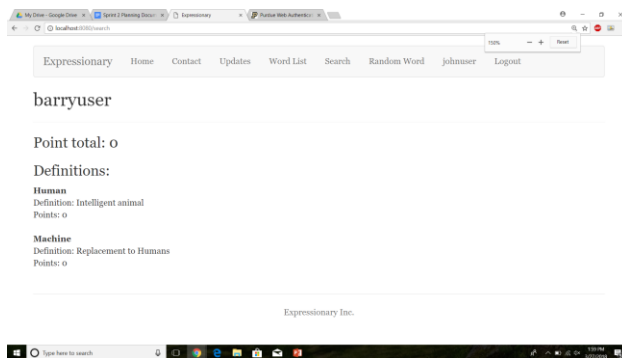 My Drive - Google Drive
Sprint 2 Planning Docum
Expressionary
Purdue Web Authentication
localhost:8080/search
150%
Reset
Expressionary Home Contact Updates Word List Search Random Word johnuser Logout
barryuser
Point total: 0
Definitions:
Human
Definition: Intelligent animal
Points: 0
Machine
Definition: Replacement to Humans
Points: 0
Expressionary Inc.
Type here to search